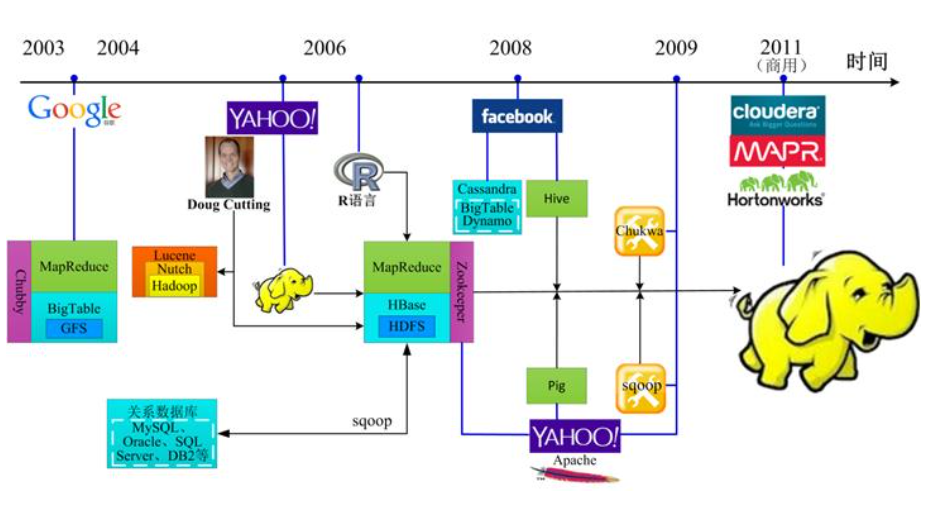 2003
2004
2006
2008
2009
2011
(商用)
时间
Google
谷歌
YAHOO!
facebook
cloudera
Ask Bigger Questions
MAPR
Hortonworks
Doug Cutting
R
R语言
Cassandra
BigTable
Dynamo
Hive
Chukwa
Chubby
MapReduce
BigTable
GFS
Lucene
Nutch
Hadoop
MapReduce
HBase
HDFS
Zookeeper
Pig
sqoop
关系数据库
MySQL、
Oracle、SQL
Server、DB2等
sqoop
YAHOO!
Apache